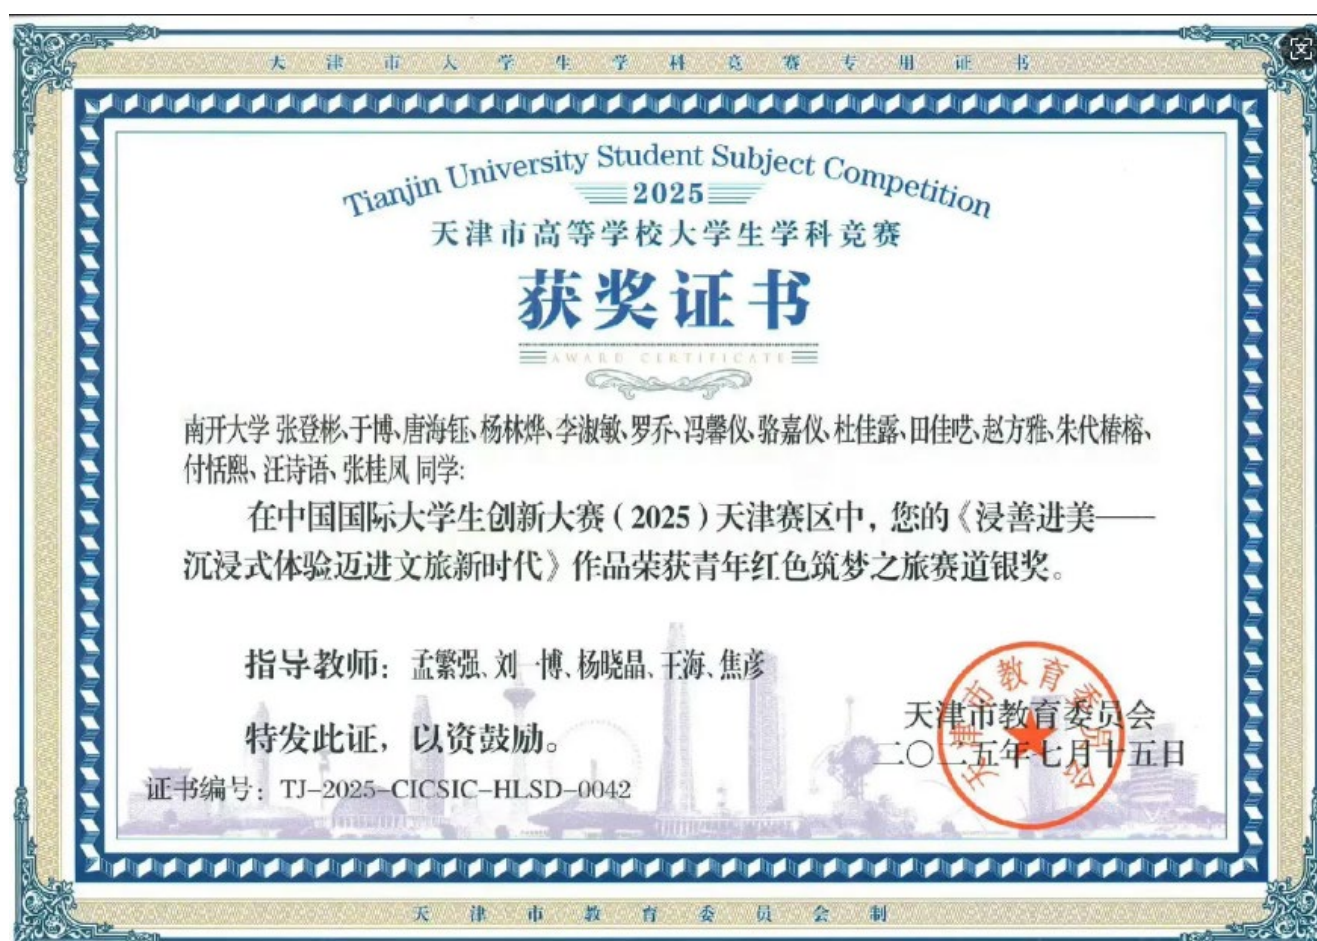 天津市大学生学科竞赛专用证书
Tianjin University Student Subject Competition
2025
天津市高等学校大学生学科竞赛
获奖证书
AWARD CERTIFICATE
南开大学 张登彬、于博、唐海钰、杨林烨、李淑敏、罗乔、冯馨仪、骆嘉仪、杜佳露、田佳呓、赵方雅、朱代椿榕、
付恬熙、汪诗语、张桂凤 同学:
在中国国际大学生创新大赛(2025)天津赛区中,您的《浸善进美——
沉浸式体验迈进文旅新时代》作品荣获青年红色筑梦之旅赛道银奖。
指导教师:孟繁强、刘一博、杨晓晶、王海、焦彦
特发此证,以资鼓励。
证书编号:TJ-2025-CICSIC-HLSD-0042
天津市教育委员会
二〇二五年七月十五日
天津市教育委员会
天津市教育委员会制